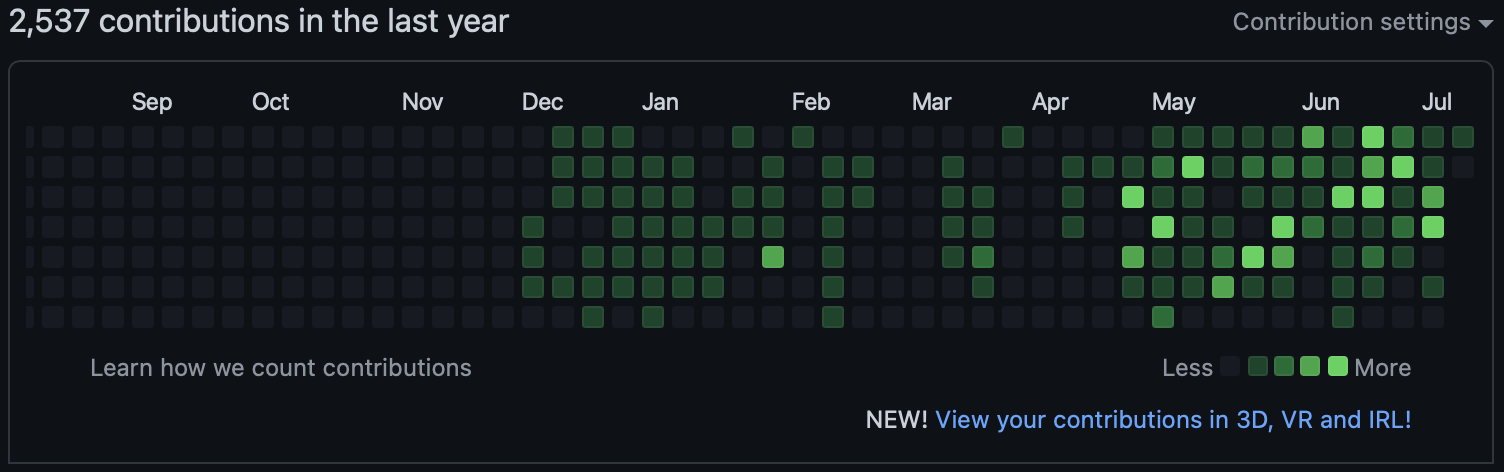 2,537 contributions in the last year
Contribution settings
Sep Oct Nov Dec Jan Feb Mar Apr May Jun Jul
Learn how we count contributions
Less More
NEW! View your contributions in 3D, VR and IRL!